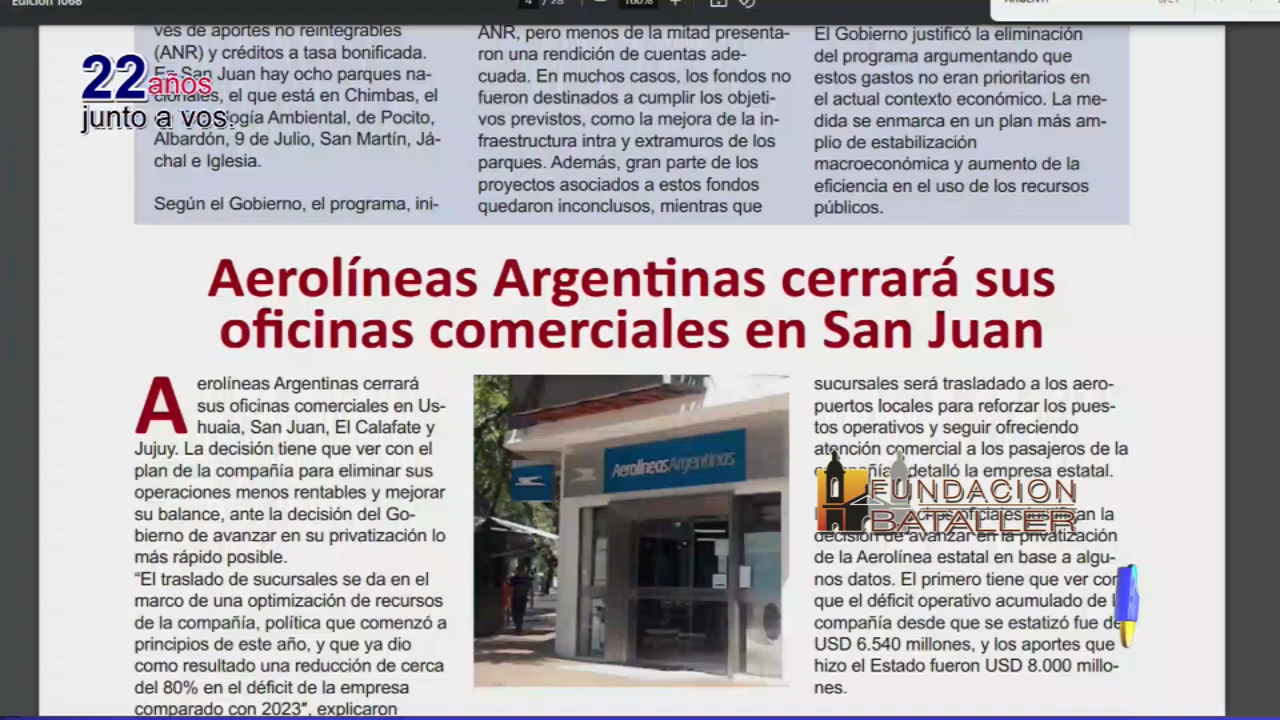 Edición 1068
4 / 28
100%
ARGENTI
22 años
junto a vos.
vés de aportes no reintegrables
(ANR) y créditos a tasa bonificada.
En San Juan hay ocho parques na-
cionales, el que está en Chimbas, el
Ambiental, de Pocito,
Albardón, 9 de Julio, San Martín, Já-
chal e Iglesia.
Según el Gobierno, el programa, ini-
ANR, pero menos de la mitad presenta-
ron una rendición de cuentas ade-
cuada. En muchos casos, los fondos no
fueron destinados a cumplir los objeti-
vos previstos, como la mejora de la in-
fraestructura intra y extramuros de los
parques. Además, gran parte de los
proyectos asociados a estos fondos
quedaron inconclusos, mientras que
El Gobierno justificó la eliminación
del programa argumentando que
estos gastos no eran prioritarios en
el actual contexto económico. La me-
dida se enmarca en un plan más am-
plio de estabilización
macroeconómica y aumento de la
eficiencia en el uso de los recursos
públicos.
Aerolíneas Argentinas cerrará sus
oficinas comerciales en San Juan
Aerolíneas Argentinas cerrará
sus oficinas comerciales en Us-
huaia, San Juan, El Calafate y
Jujuy. La decisión tiene que ver con el
plan de la compañía para eliminar sus
operaciones menos rentables y mejorar
su balance, ante la decisión del Go-
bierno de avanzar en su privatización lo
más rápido posible.
“El traslado de sucursales se da en el
marco de una optimización de recursos
de la compañía, política que comenzó a
principios de este año, y que ya dio
como resultado una reducción de cerca
del 80% en el déficit de la empresa
comparado con 2023”, explicaron
Aerolíneas Argentinas
sucursales será trasladado a los aero-
puertos locales para reforzar los pues-
tos operativos y seguir ofreciendo
atención comercial a los pasajeros de la
detalló la empresa estatal.
FUNDACION
BATALLER
la
decisión de avanzar en la privatización
de la Aerolínea estatal en base a algu-
nos datos. El primero tiene que ver con
que el déficit operativo acumulado de la
compañía desde que se estatizó fue de
USD 6.540 millones, y los aportes que
hizo el Estado fueron USD 8.000 millo-
nes.